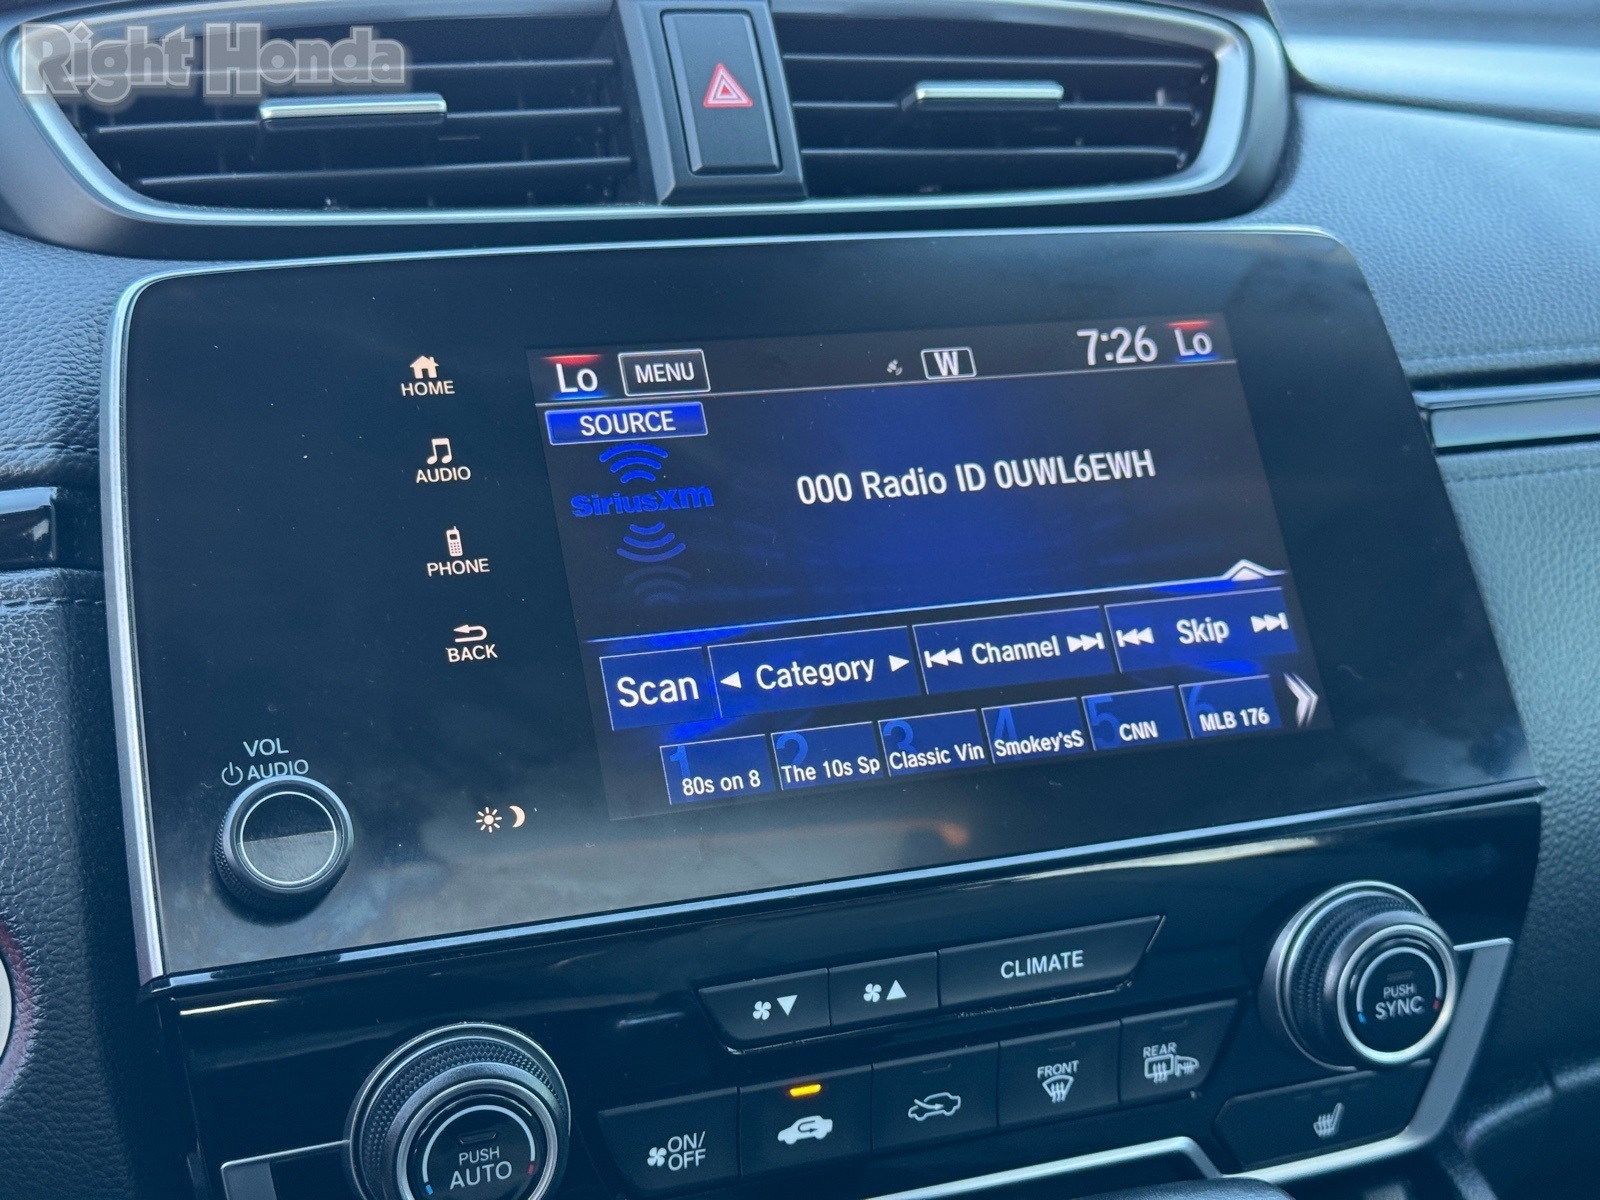 Right Honda
Lo
MENU
W
7:26
Lo
SOURCE
SiriusXM
000 Radio ID 0UWL6EWH
HOME
AUDIO
PHONE
BACK
Scan
Category
Channel
Skip
1
80s on 8
2
The 10s Sp
3
Classic Vin
4
Smokey'sS
5
CNN
6
MLB 176
VOL
AUDIO
CLIMATE
PUSH
SYNC
FRONT
REAR
ON/
OFF
PUSH
AUTO